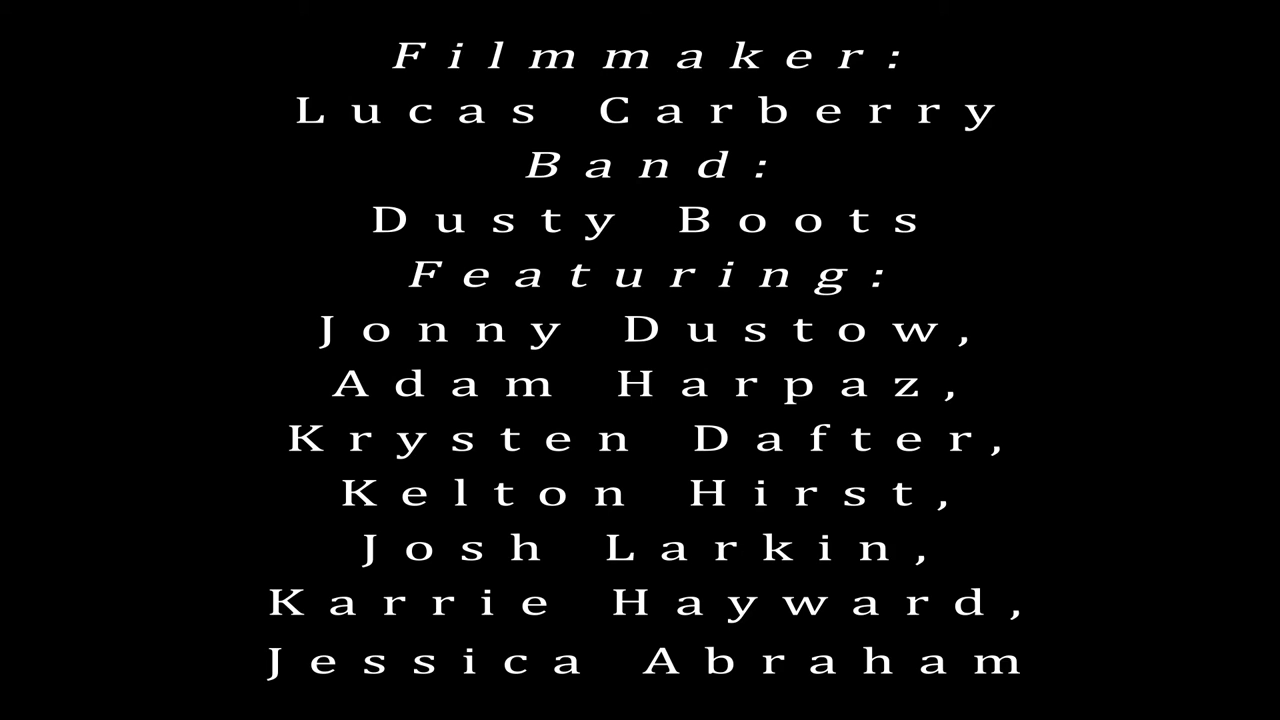 Filmmaker:
Lucas Carberry
Band:
Dusty Boots
Featuring:
Jonny Dustow,
Adam Harpaz,
Krysten Dafter,
Kelton Hirst,
Josh Larkin,
Karrie Hayward,
Jessica Abraham